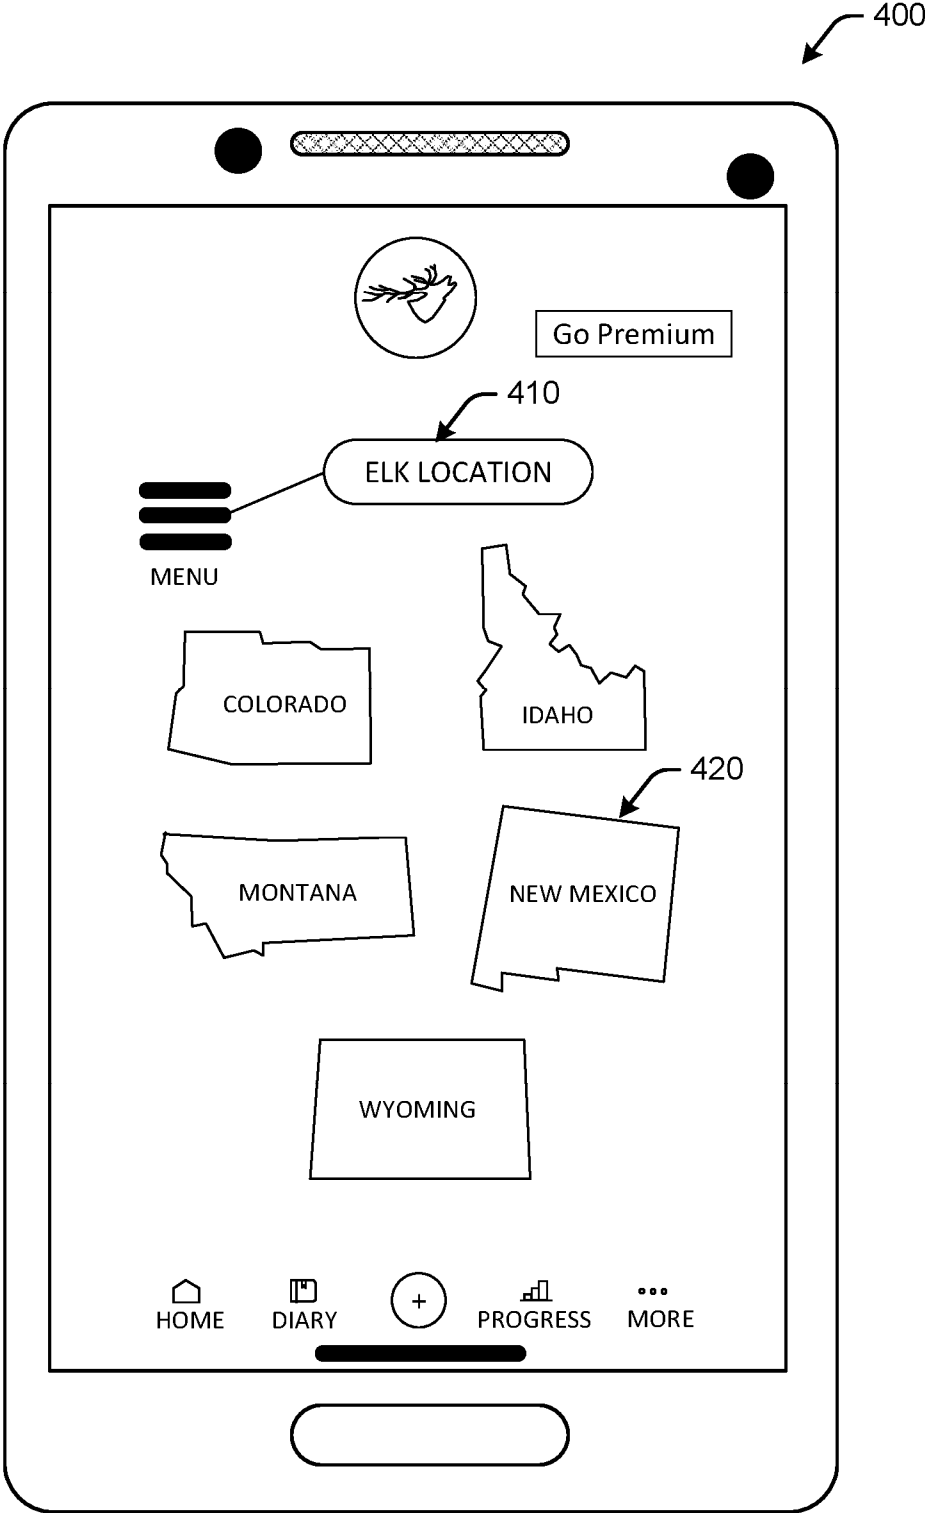 400
Go Premium
410
ELK LOCATION
MENU
COLORADO
IDAHO
420
MONTANA
NEW MEXICO
WYOMING
+
HOME
DIARY
PROGRESS
MORE